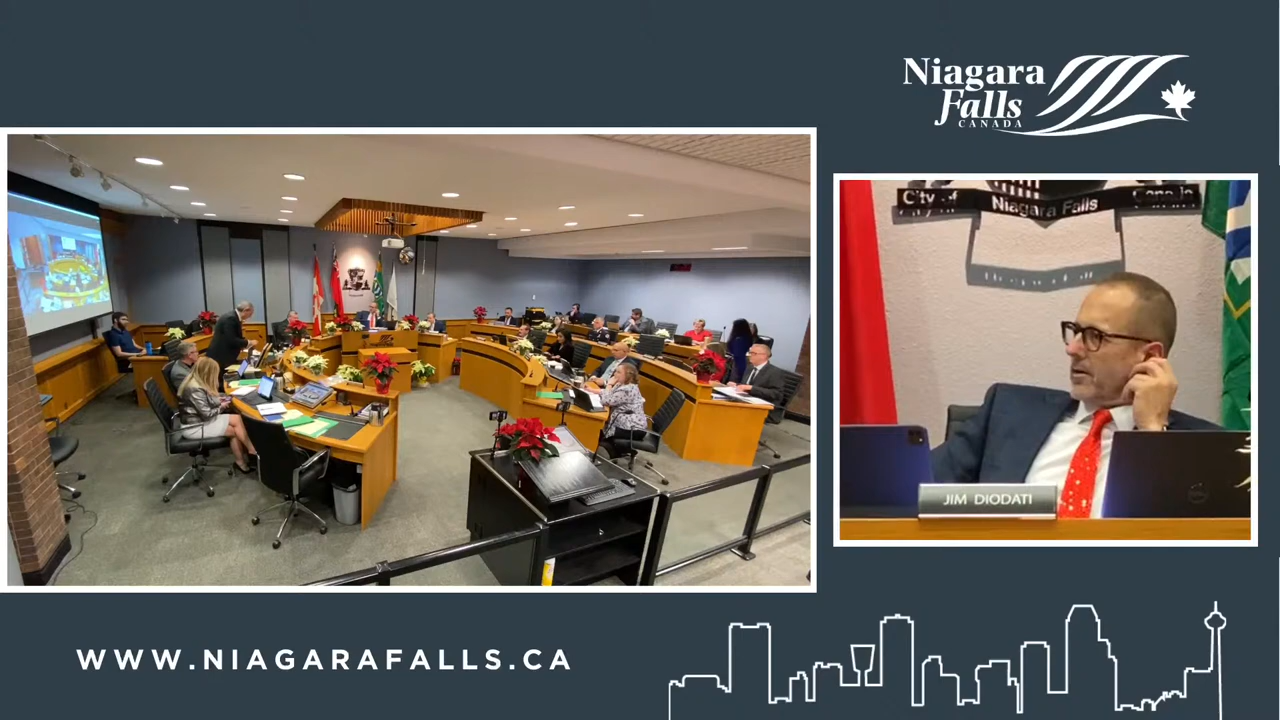 Niagara
Falls
CANADA
City of
Niagara Falls
Canada
JIM DIODATI
WWW.NIAGARAFALLS.CA